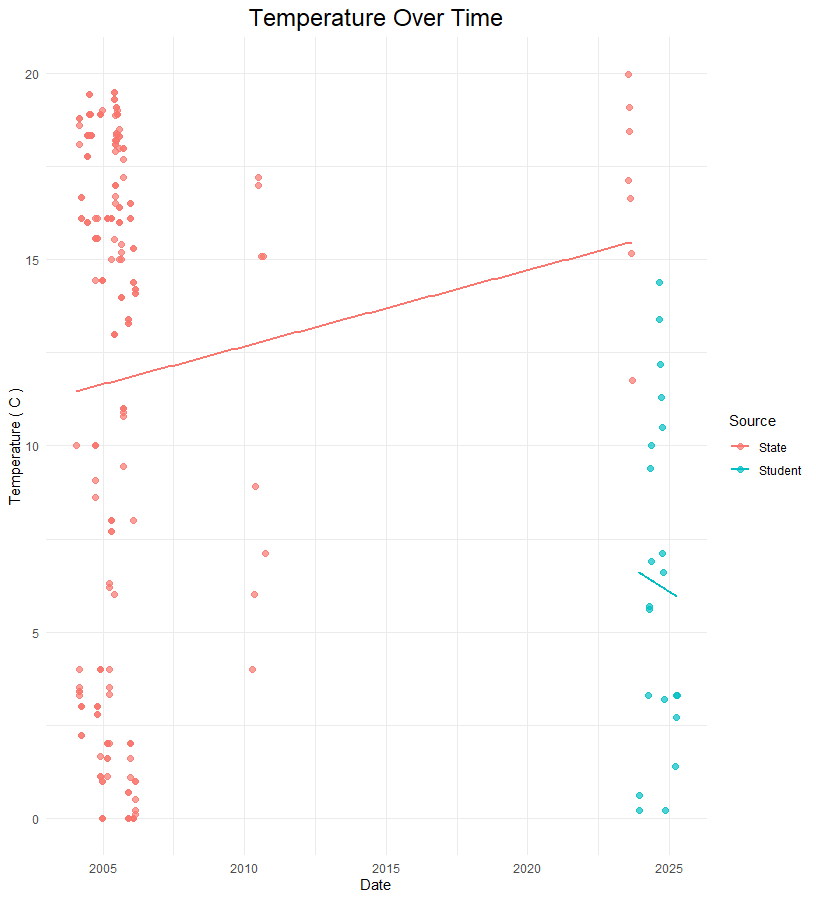 Temperature Over Time
Temperature ( C )
20
15
10
5
0
2005 2010 2015 2020 2025
Date
Source
State
Student